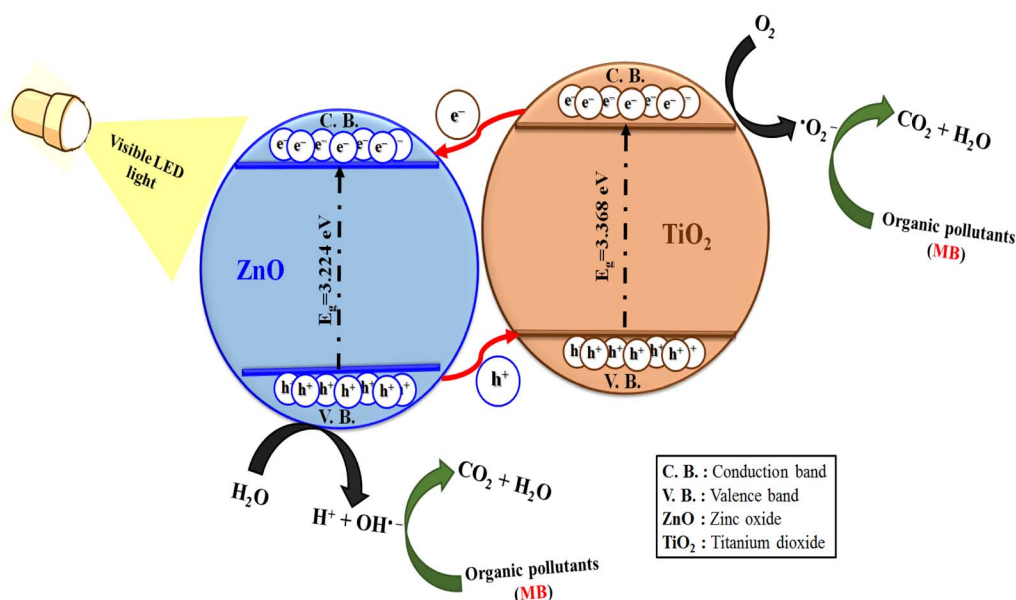 Visible LED
light
C. B.
e⁻ e⁻ e⁻ e⁻ e⁻ e⁻ ⁻
E_g=3.224 eV
ZnO
h⁺ h⁺ h⁺ h⁺ h⁺ h⁺ ⁺
V. B.
e⁻
h⁺
C. B.
e⁻ e⁻ e⁻ e⁻ e⁻ e⁻ ⁻
E_g=3.368 eV
TiO₂
h⁺ h⁺ h⁺ h⁺ h⁺ h⁺ ⁺
V. B.
O₂
•O₂⁻
CO₂ + H₂O
Organic pollutants
(MB)
H₂O
H⁺ + OH•⁻
CO₂ + H₂O
Organic pollutants
(MB)
C. B. : Conduction band
V. B. : Valence band
ZnO : Zinc oxide
TiO₂ : Titanium dioxide